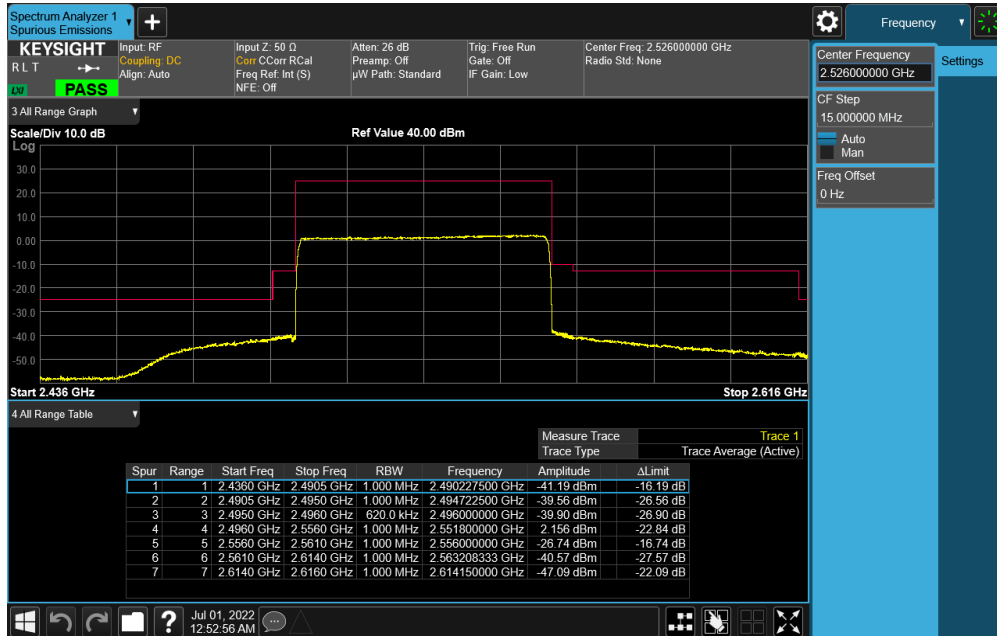 Spectrum Analyzer 1
Spurious Emissions
Frequency
KEYSIGHT
R L T
LXI
PASS
Input: RF
Coupling: DC
Align: Auto
Input Z: 50 Ω
Corr CCorr RCal
Freq Ref: Int (S)
NFE: Off
Atten: 26 dB
Preamp: Off
µW Path: Standard
Trig: Free Run
Gate: Off
IF Gain: Low
Center Freq: 2.526000000 GHz
Radio Std: None
Center Frequency
2.526000000 GHz
Settings
CF Step
15.000000 MHz
Auto
Man
Freq Offset
0 Hz
3 All Range Graph
Scale/Div 10.0 dB
Ref Value 40.00 dBm
Log
30.0
20.0
10.0
0.00
-10.0
-20.0
-30.0
-40.0
-50.0
Start 2.436 GHz
Stop 2.616 GHz
4 All Range Table
Measure Trace Trace 1
Trace Type Trace Average (Active)
Spur Range Start Freq Stop Freq RBW Frequency Amplitude ΔLimit
1 1 2.4360 GHz 2.4905 GHz 1.000 MHz 2.490227500 GHz -41.19 dBm -16.19 dB
2 2 2.4905 GHz 2.4950 GHz 1.000 MHz 2.494722500 GHz -39.56 dBm -26.56 dB
3 3 2.4950 GHz 2.4960 GHz 620.0 kHz 2.496000000 GHz -39.90 dBm -26.90 dB
4 4 2.4960 GHz 2.5560 GHz 1.000 MHz 2.551800000 GHz 2.156 dBm -22.84 dB
5 5 2.5560 GHz 2.5610 GHz 1.000 MHz 2.556000000 GHz -26.74 dBm -16.74 dB
6 6 2.5610 GHz 2.6140 GHz 1.000 MHz 2.563208333 GHz -40.57 dBm -27.57 dB
7 7 2.6140 GHz 2.6160 GHz 1.000 MHz 2.614150000 GHz -47.09 dBm -22.09 dB
Jul 01, 2022
12:52:56 AM